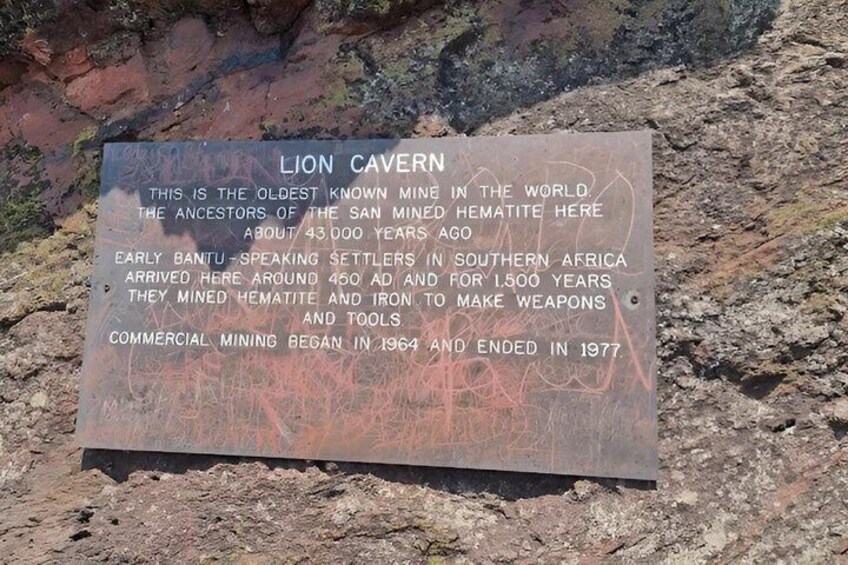 LION CAVERN
THIS IS THE OLDEST KNOWN MINE IN THE WORLD.
THE ANCESTORS OF THE SAN MINED HEMATITE HERE
ABOUT 43,000 YEARS AGO
EARLY BANTU-SPEAKING SETTLERS IN SOUTHERN AFRICA
ARRIVED HERE AROUND 450 AD AND FOR 1,500 YEARS
THEY MINED HEMATITE AND IRON TO MAKE WEAPONS
AND TOOLS.
COMMERCIAL MINING BEGAN IN 1964 AND ENDED IN 1977.